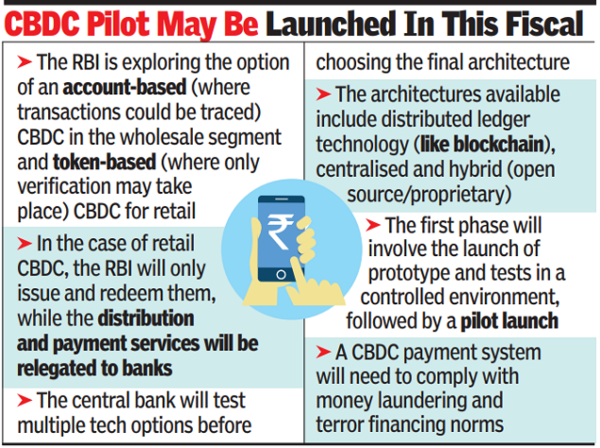 CBDC Pilot May Be Launched In This Fiscal
➤ The RBI is exploring the option
of an account-based (where
transactions could be traced)
CBDC in the wholesale segment
and token-based (where only
verification may take
place) CBDC for retail
➤ In the case of retail
CBDC, the RBI will only
issue and redeem them,
while the distribution
and payment services will be
relegated to banks
➤ The central bank will test
multiple tech options before
choosing the final architecture
➤ The architectures available
include distributed ledger
technology (like blockchain),
centralised and hybrid (open
source/proprietary)
➤ The first phase will
involve the launch of
prototype and tests in a
controlled environment,
followed by a pilot launch
➤ A CBDC payment system
will need to comply with
money laundering and
terror financing norms
₹